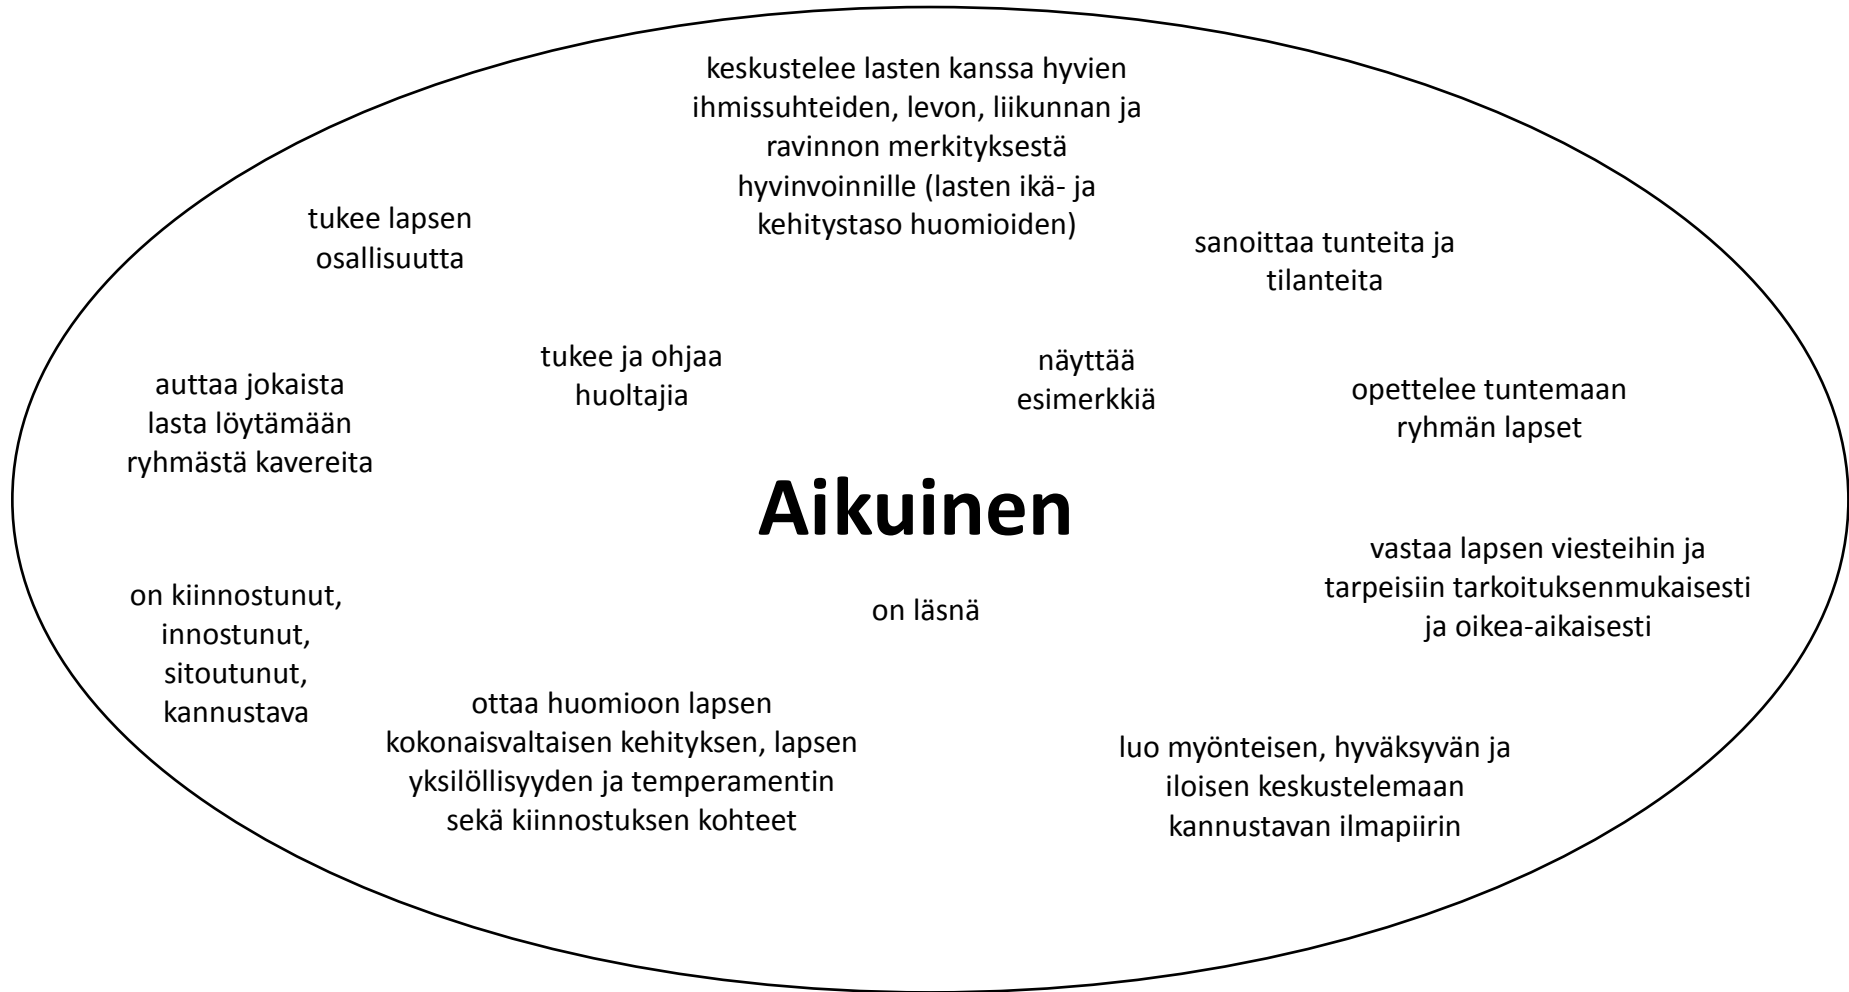 keskustelee lasten kanssa hyvien
ihmissuhteiden, levon, liikunnan ja
ravinnon merkityksestä
hyvinvoinnille (lasten ikä- ja
kehitystaso huomioiden)
tukee lapsen
osallisuutta
sanoittaa tunteita ja
tilanteita
tukee ja ohjaa
huoltajia
näyttää
esimerkkiä
auttaa jokaista
lasta löytämään
ryhmästä kavereita
opettelee tuntemaan
ryhmän lapset
Aikuinen
vastaa lapsen viesteihin ja
tarpeisiin tarkoituksenmukaisesti
ja oikea-aikaisesti
on kiinnostunut,
innostunut,
sitoutunut,
kannustava
on läsnä
ottaa huomioon lapsen
kokonaisvaltaisen kehityksen, lapsen
yksilöllisyyden ja temperamentin
sekä kiinnostuksen kohteet
luo myönteisen, hyväksyvän ja
iloisen keskustelemaan
kannustavan ilmapiirin